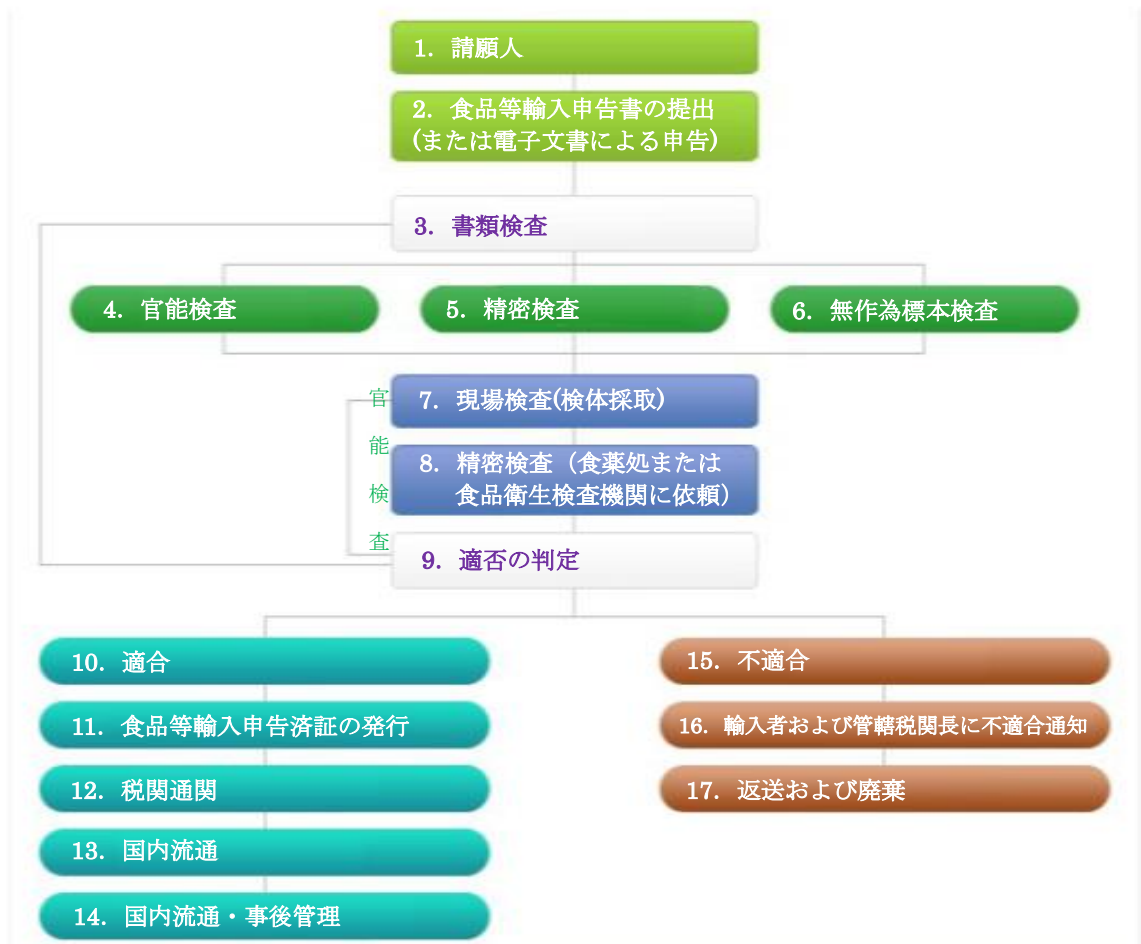 1. 請願人
2. 食品等輸入申告書の提出
(または電子文書による申告)
3. 書類検査
4. 官能検査
5. 精密検査
6. 無作為標本検査
官能検査
7. 現場検査(検体採取)
8. 精密検査（食薬処または
食品衛生検査機関に依頼）
9. 適否の判定
10. 適合
11. 食品等輸入申告済証の発行
12. 税関通関
13. 国内流通
14. 国内流通・事後管理
15. 不適合
16. 輸入者および管轄税関長に不適合通知
17. 返送および廃棄